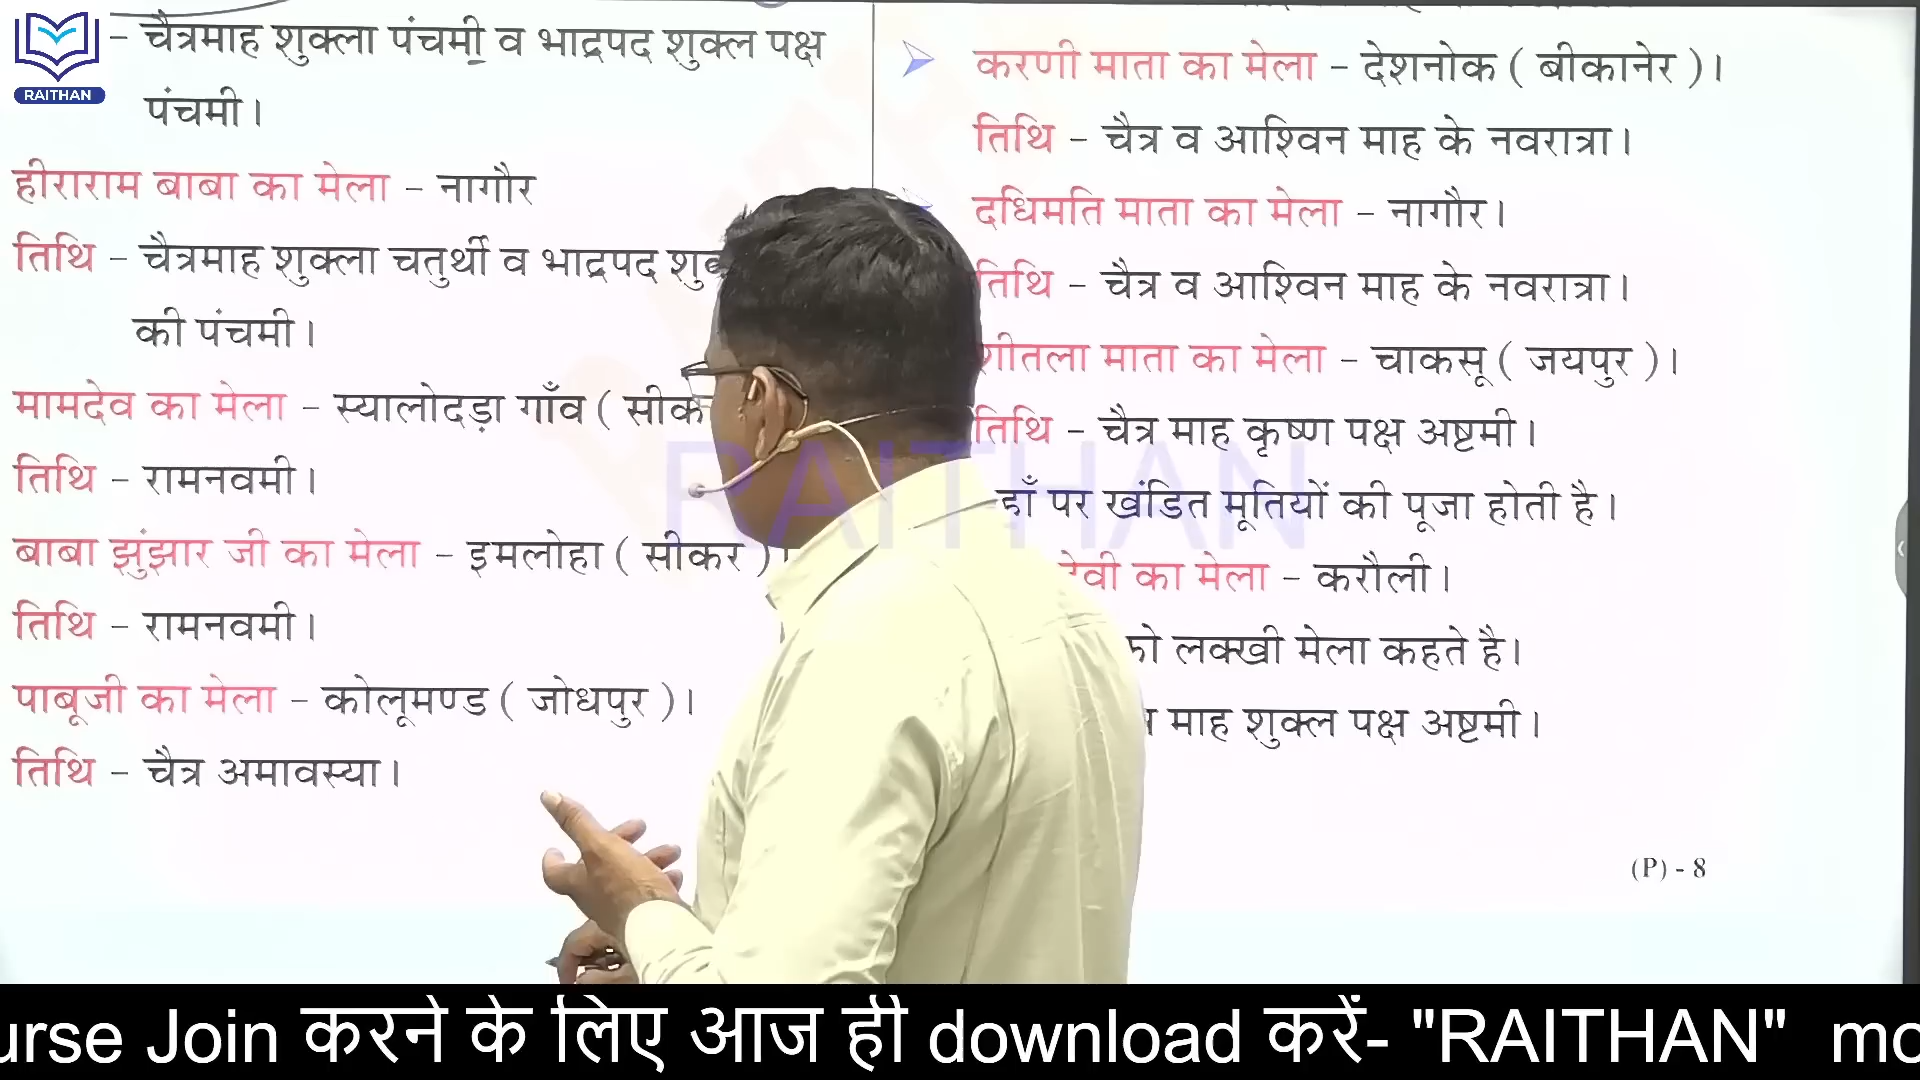 RAITHAN
– चैत्रमाह शुक्ला पंचमी व भाद्रपद शुक्ल पक्ष
पंचमी।
हीराराम बाबा का मेला – नागौर
तिथि – चैत्रमाह शुक्ला चतुर्थी व भाद्रपद
की पंचमी।
मामदेव का मेला – स्यालोदड़ा गाँव (
तिथि – रामनवमी।
बाबा झुंझार जी का मेला – इमलोहा ( सीकर )।
तिथि – रामनवमी।
पाबूजी का मेला – कोलूमण्ड ( जोधपुर )।
तिथि – चैत्र अमावस्या।
करणी माता का मेला – देशनोक ( बीकानेर )।
तिथि – चैत्र व आश्विन माह के नवरात्रा।
दधिमति माता का मेला – नागौर।
तिथि – चैत्र व आश्विन माह के नवरात्रा।
शीतला माता का मेला – चाकसू ( जयपुर )।
तिथि – चैत्र माह कृष्ण पक्ष अष्टमी।
पर खंडित मूतियों की पूजा होती है।
का मेला – करौली।
लक्खी मेला कहते है।
माह शुक्ल पक्ष अष्टमी।
(P) - 8
RAITHAN
Join करने के लिए आज ही download करें- "RAITHAN"